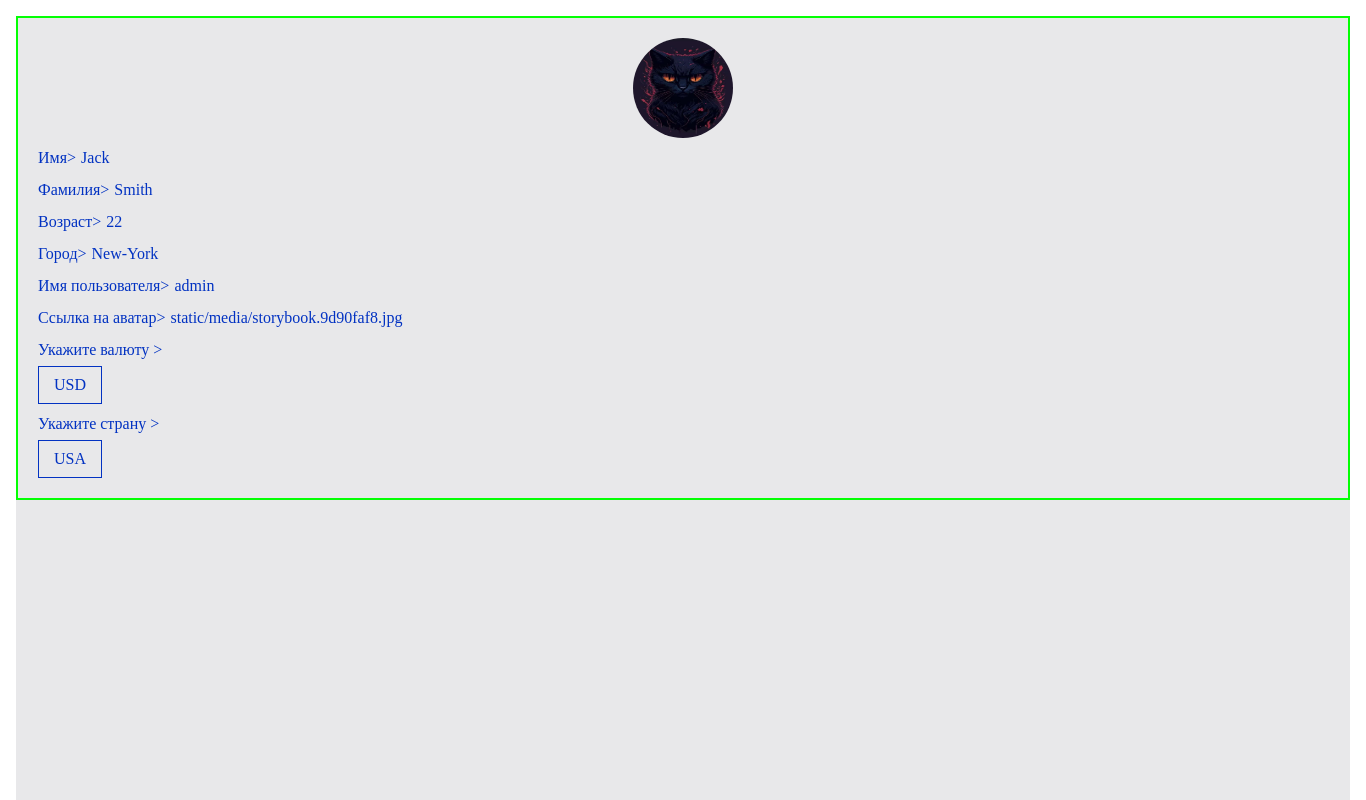 Имя> Jack
Фамилия> Smith
Возраст> 22
Город> New-York
Имя пользователя> admin
Ссылка на аватар> static/media/storybook.9d90faf8.jpg
Укажите валюту >
USD
Укажите страну >
USA